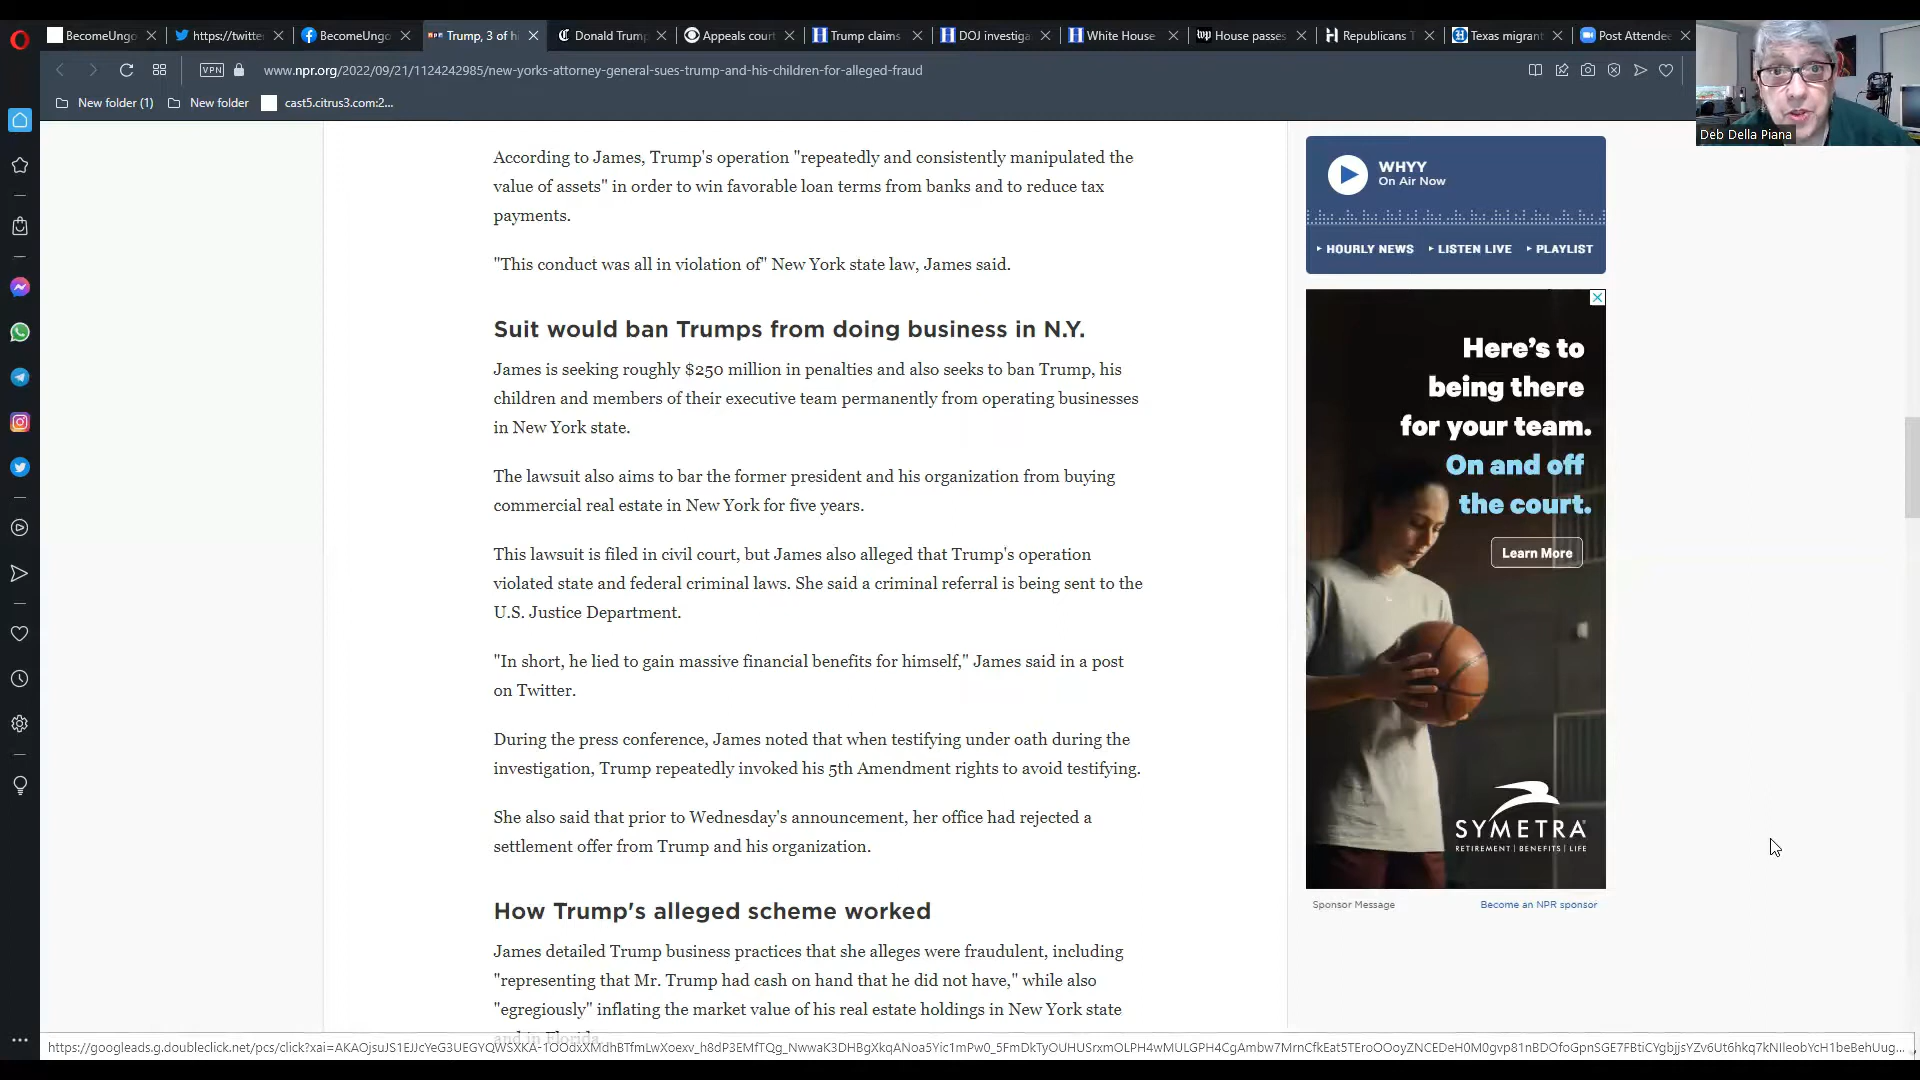 BecomeUngo
https://twitte
BecomeUngo
Trump, 3 of h
Donald Trump
Appeals court
Trump claims
DOJ investiga
White House
House passes
Republicans T
Texas migrant
Post Attendee
VPN
www.npr.org/2022/09/21/1124242985/new-yorks-attorney-general-sues-trump-and-his-children-for-alleged-fraud
New folder (1)
New folder
cast5.citrus3.com:2...
Deb Della Piana
According to James, Trump's operation "repeatedly and consistently manipulated the
value of assets" in order to win favorable loan terms from banks and to reduce tax
payments.
"This conduct was all in violation of" New York state law, James said.
Suit would ban Trumps from doing business in N.Y.
James is seeking roughly $250 million in penalties and also seeks to ban Trump, his
children and members of their executive team permanently from operating businesses
in New York state.
The lawsuit also aims to bar the former president and his organization from buying
commercial real estate in New York for five years.
This lawsuit is filed in civil court, but James also alleged that Trump's operation
violated state and federal criminal laws. She said a criminal referral is being sent to the
U.S. Justice Department.
"In short, he lied to gain massive financial benefits for himself," James said in a post
on Twitter.
During the press conference, James noted that when testifying under oath during the
investigation, Trump repeatedly invoked his 5th Amendment rights to avoid testifying.
She also said that prior to Wednesday's announcement, her office had rejected a
settlement offer from Trump and his organization.
How Trump's alleged scheme worked
James detailed Trump business practices that she alleges were fraudulent, including
"representing that Mr. Trump had cash on hand that he did not have," while also
"egregiously" inflating the market value of his real estate holdings in New York state
and in Florida.
WHYY
On Air Now
HOURLY NEWS
LISTEN LIVE
PLAYLIST
Here's to
being there
for your team.
On and off
the court.
Learn More
SYMETRA
RETIREMENT | BENEFITS | LIFE
Sponsor Message
Become an NPR sponsor